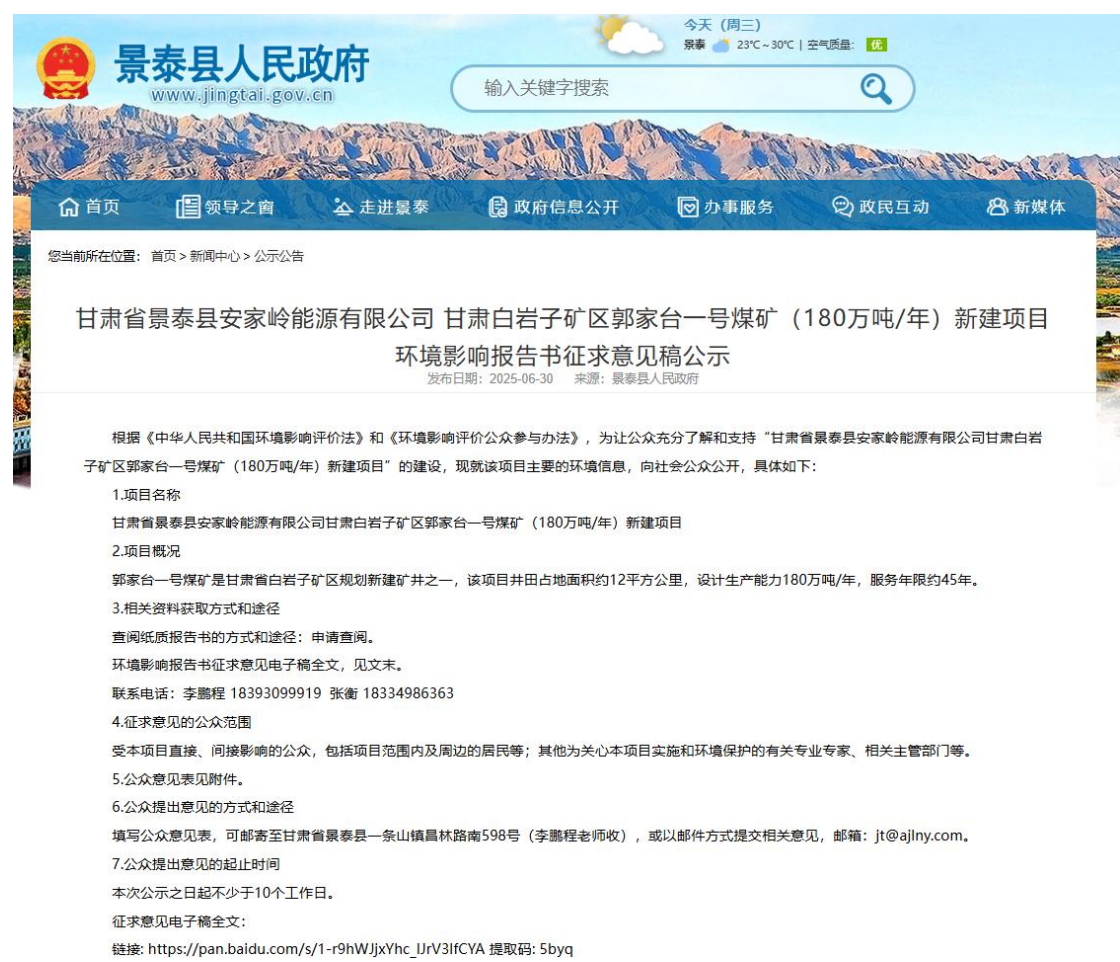 景泰县人民政府
www.jingtai.gov.cn
今天（周三）
景泰 23℃~30℃ | 空气质量: 优
输入关键字搜索
首页 领导之窗 走进景泰 政府信息公开 办事服务 政民互动 新媒体
您当前所在位置： 首页 > 新闻中心 > 公示公告
甘肃省景泰县安家岭能源有限公司 甘肃白岩子矿区郭家台一号煤矿（180万吨/年）新建项目
环境影响报告书征求意见稿公示
发布日期：2025-06-30 来源：景泰县人民政府
根据《中华人民共和国环境影响评价法》和《环境影响评价公众参与办法》，为让公众充分了解和支持“甘肃省景泰县安家岭能源有限公司甘肃白岩
子矿区郭家台一号煤矿（180万吨/年）新建项目”的建设，现就该项目主要的环境信息，向社会公众公开，具体如下：
1.项目名称
甘肃省景泰县安家岭能源有限公司甘肃白岩子矿区郭家台一号煤矿（180万吨/年）新建项目
2.项目概况
郭家台一号煤矿是甘肃省白岩子矿区规划新建矿井之一，该项目井田占地面积约12平方公里，设计生产能力180万吨/年，服务年限约45年。
3.相关资料获取方式和途径
查阅纸质报告书的方式和途径：申请查阅。
环境影响报告书征求意见电子稿全文，见文末。
联系电话：李鹏程 18393099919 张衡 18334986363
4.征求意见的公众范围
受本项目直接、间接影响的公众，包括项目范围内及周边的居民等；其他为关心本项目实施和环境保护的有关专业专家、相关主管部门等。
5.公众意见表见附件。
6.公众提出意见的方式和途径
填写公众意见表，可邮寄至甘肃省景泰县一条山镇昌林路南598号（李鹏程老师收），或以邮件方式提交相关意见，邮箱：jt@ajlny.com。
7.公众提出意见的起止时间
本次公示之日起不少于10个工作日。
征求意见电子稿全文：
链接: https://pan.baidu.com/s/1-r9hWJjxYhc_lJrV3lfCYA 提取码: 5byq